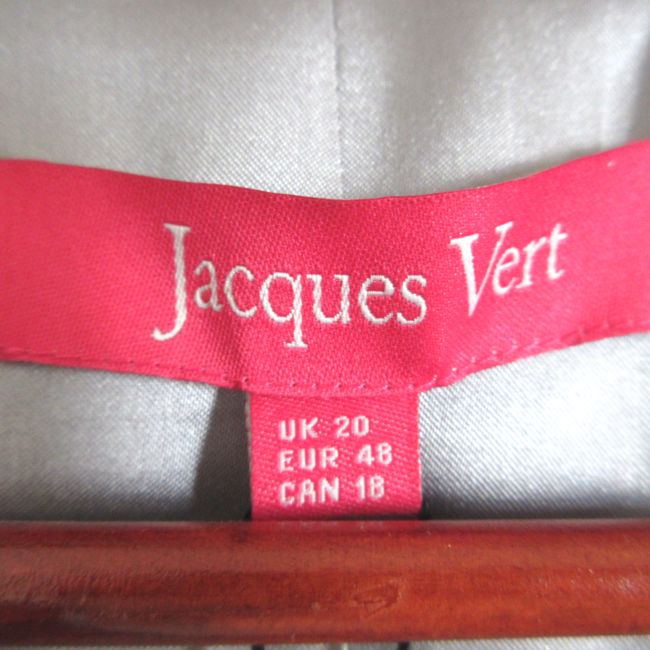 Jacques Vert
UK 20
EUR 48
CAN 18